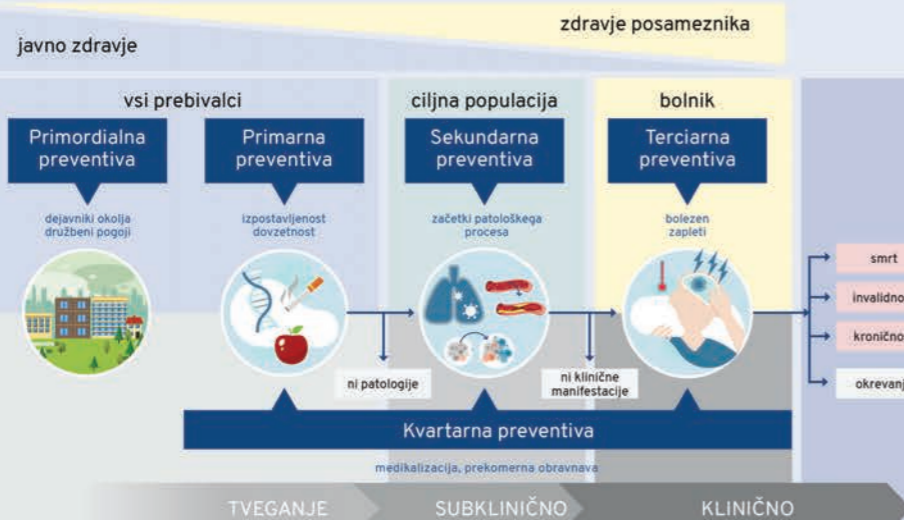 zdravje posameznika
javno zdravje
vsi prebivalci
ciljna populacija
bolnik
Primordialna
preventiva
Primarna
preventiva
Sekundarna
preventiva
Terciarna
preventiva
dejavniki okolja
družbeni pogoji
izpostavljenost
dovzetnost
začetki patološkega
procesa
bolezen
zapleti
smrt
invalidno
kronično
okrevanj
ni patologije
ni klinične
manifestacije
Kvartarna preventiva
medikalizacija, prekomerna obravnava
TVEGANJE
SUBKLINIČNO
KLINIČNO